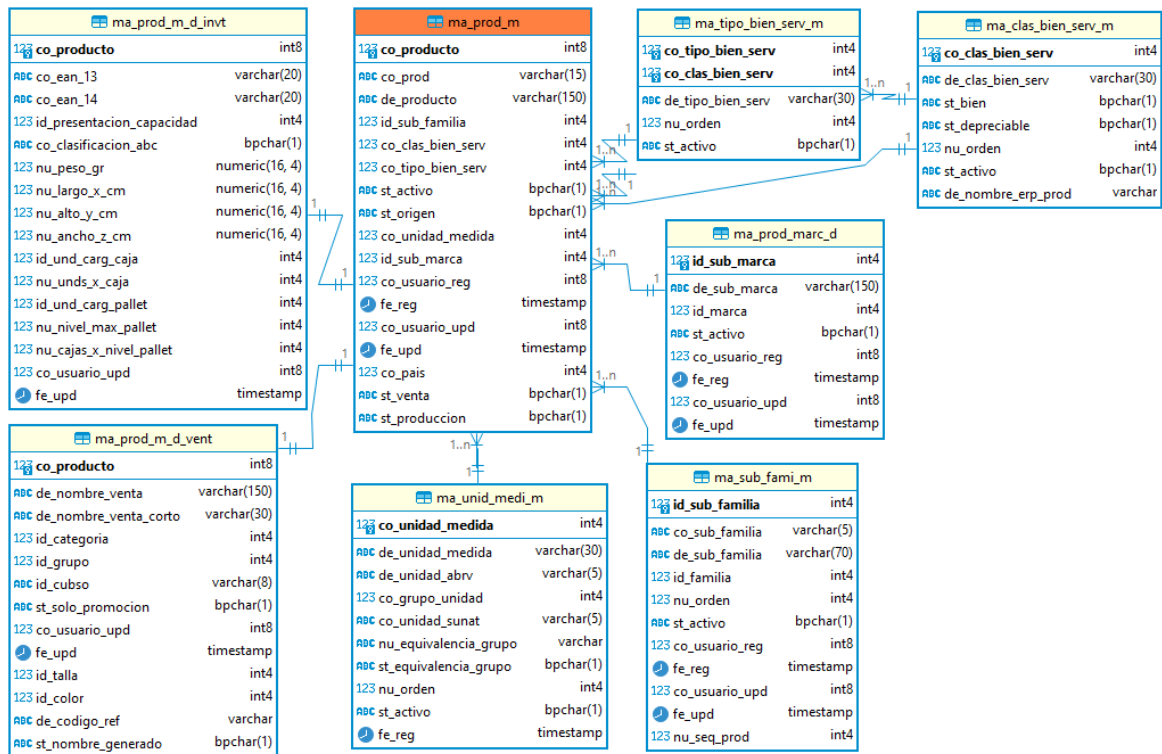 ma_prod_m_d_invt
co_producto int8
co_ean_13 varchar(20)
co_ean_14 varchar(20)
id_presentacion_capacidad int4
co_clasificacion_abc bpchar(1)
nu_peso_gr numeric(16, 4)
nu_largo_x_cm numeric(16, 4)
nu_alto_y_cm numeric(16, 4)
nu_ancho_z_cm numeric(16, 4)
id_und_carg_caja int4
nu_unds_x_caja int4
id_und_carg_pallet int4
nu_nivel_max_pallet int4
nu_cajas_x_nivel_pallet int4
co_usuario_upd int8
fe_upd timestamp
ma_prod_m
co_producto int8
co_prod varchar(15)
de_producto varchar(150)
id_sub_familia int4
co_clas_bien_serv int4
co_tipo_bien_serv int4
st_activo bpchar(1)
st_origen bpchar(1)
co_unidad_medida int4
id_sub_marca int4
co_usuario_reg int8
fe_reg timestamp
co_usuario_upd int8
fe_upd timestamp
co_pais int4
st_venta bpchar(1)
st_produccion bpchar(1)
ma_tipo_bien_serv_m
co_tipo_bien_serv int4
co_clas_bien_serv int4
de_tipo_bien_serv varchar(30)
nu_orden int4
st_activo bpchar(1)
ma_clas_bien_serv_m
co_clas_bien_serv int4
de_clas_bien_serv varchar(30)
st_bien bpchar(1)
st_depreciable bpchar(1)
nu_orden int4
st_activo bpchar(1)
de_nombre_erp_prod varchar
ma_prod_marc_d
id_sub_marca int4
de_sub_marca varchar(150)
id_marca int4
st_activo bpchar(1)
co_usuario_reg int8
fe_reg timestamp
co_usuario_upd int8
fe_upd timestamp
ma_prod_m_d_vent
co_producto int8
de_nombre_venta varchar(150)
de_nombre_venta_corto varchar(30)
id_categoria int4
id_grupo int4
id_cubso varchar(8)
st_solo_promocion bpchar(1)
co_usuario_upd int8
fe_upd timestamp
id_talla int4
id_color int4
de_codigo_ref varchar
st_nombre_generado bpchar(1)
ma_unid_medi_m
co_unidad_medida int4
de_unidad_medida varchar(30)
de_unidad_abrv varchar(5)
co_grupo_unidad int4
co_unidad_sunat varchar(5)
nu_equivalencia_grupo varchar
st_equivalencia_grupo bpchar(1)
nu_orden int4
st_activo bpchar(1)
fe_reg timestamp
ma_sub_fami_m
id_sub_familia int4
co_sub_familia varchar(5)
de_sub_familia varchar(70)
id_familia int4
nu_orden int4
st_activo bpchar(1)
co_usuario_reg int8
fe_reg timestamp
co_usuario_upd int8
fe_upd timestamp
nu_seq_prod int4